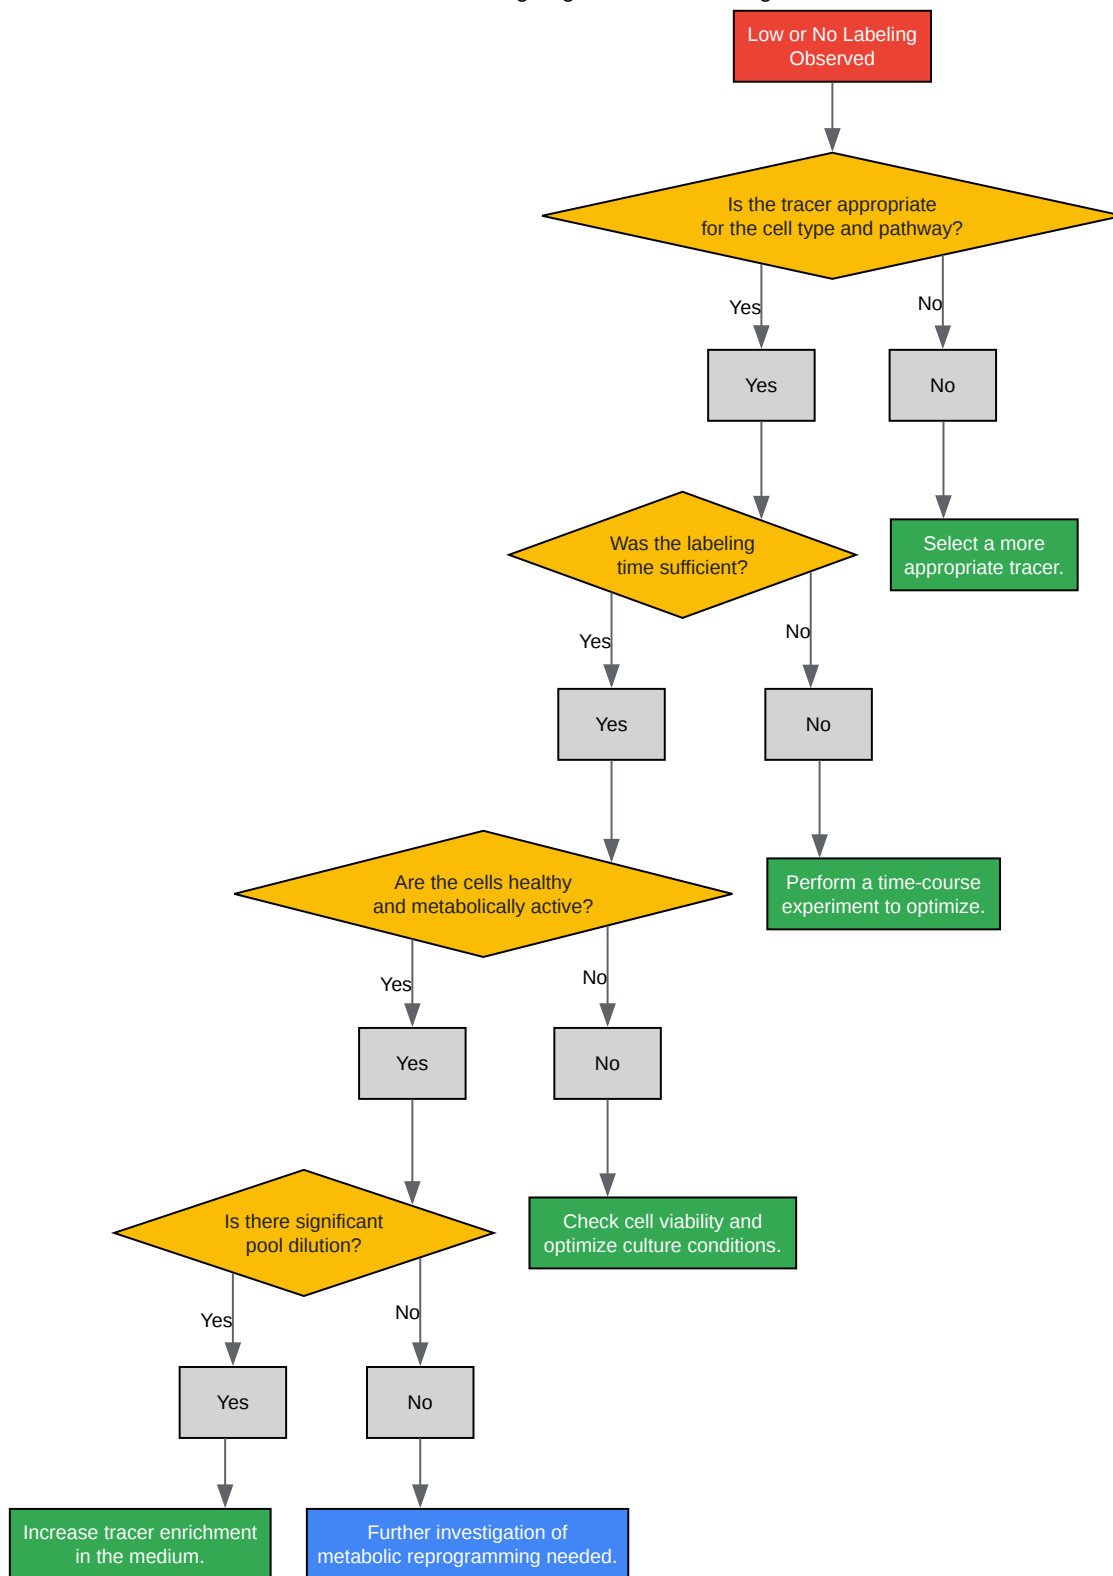 Low or No Labeling
Observed
Is the tracer appropriate
for the cell type and pathway?
Yes
No
Yes
No
Was the labeling
time sufficient?
Select a more
appropriate tracer.
Yes
No
Yes
No
Are the cells healthy
and metabolically active?
Perform a time-course
experiment to optimize.
Yes
No
Yes
No
Is there significant
pool dilution?
Check cell viability and
optimize culture conditions.
Yes
No
Yes
No
Increase tracer enrichment
in the medium.
Further investigation of
metabolic reprogramming needed.